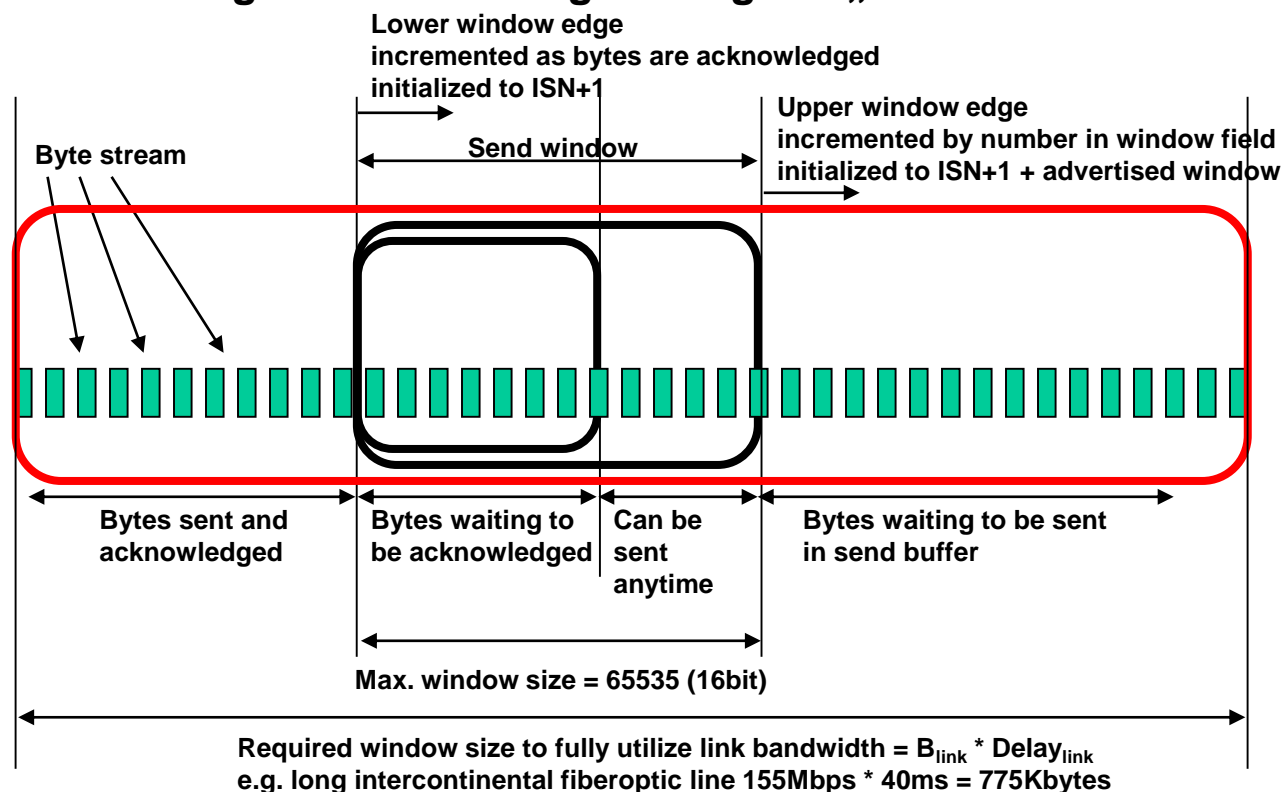 Lower window edge
incremented as bytes are acknowledged
initialized to ISN+1
Upper window edge
incremented by number in window field
initialized to ISN+1 + advertised window
Send window
Byte stream
Bytes sent and
acknowledged
Bytes waiting to
be acknowledged
Can be
sent
anytime
Bytes waiting to be sent
in send buffer
Max. window size = 65535 (16bit)
Required window size to fully utilize link bandwidth = Blink * Delaylink
e.g. long intercontinental fiberoptic line 155Mbps * 40ms = 775Kbytes